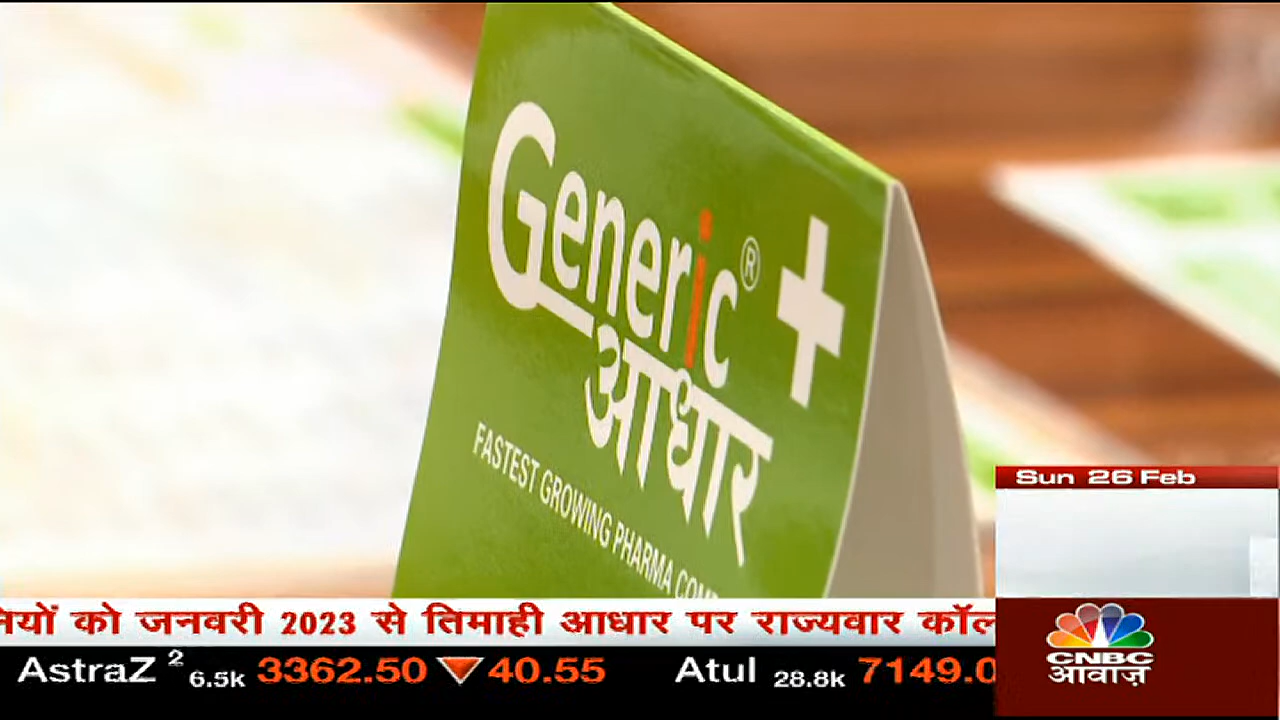 Generic® +
आधार
FASTEST GROWING PHARMA
Sun 26 Feb
को जनवरी 2023 से तिमाही आधार पर राज्यवार
AstraZ 2 6.5k 3362.50 ▼ 40.55 Atul 28.8k 7149.0
CNBC
आवाज़